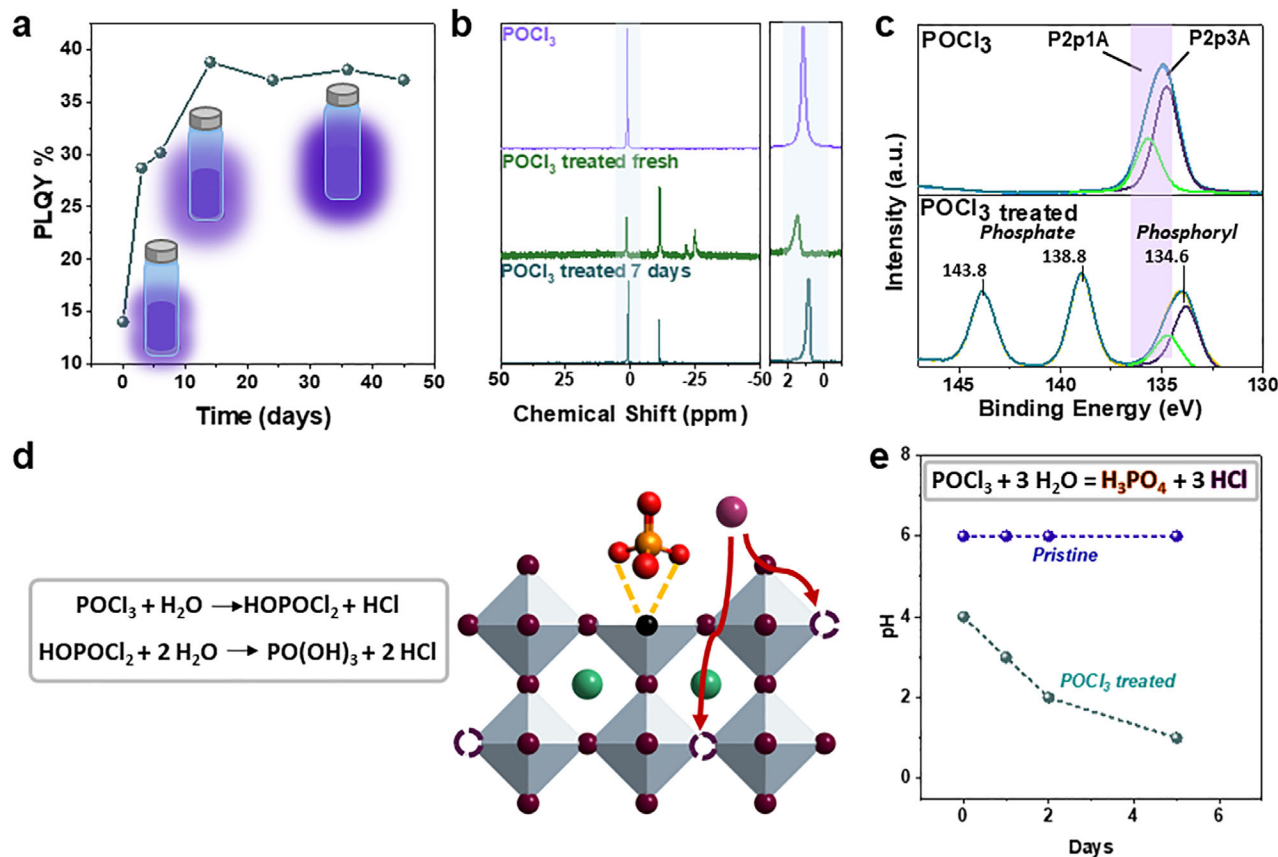 a
PLQY %
40
35
30
25
20
15
10
0
10
20
30
40
50
Time (days)
b
POCl₃
POCl₃ treated fresh
POCl₃ treated 7 days
50
25
0
-25
-50
2
0
Chemical Shift (ppm)
c
POCl₃
P2p1A
P2p3A
POCl₃ treated
Phosphate
Phosphoryl
143.8
138.8
134.6
Intensity (a.u.)
145
140
135
130
Binding Energy (eV)
d
POCl₃ + H₂O → HOPOCl₂ + HCl
HOPOCl₂ + 2 H₂O → PO(OH)₃ + 2 HCl
e
POCl₃ + 3 H₂O = H₃PO₄ + 3 HCl
Pristine
POCl₃ treated
pH
8
6
4
2
0
0
2
4
6
Days